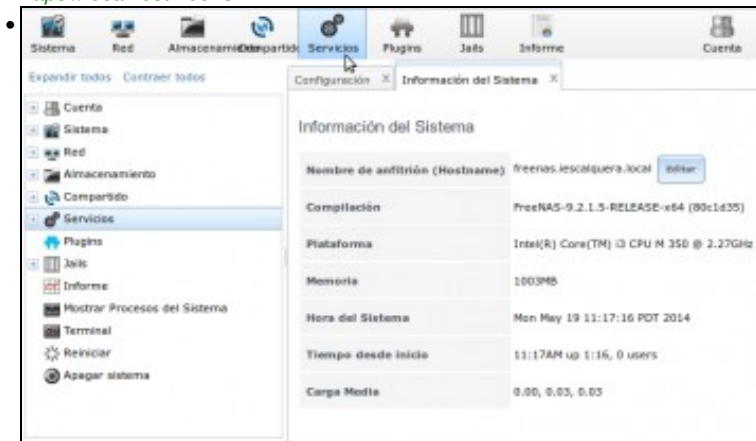 Sistema Red Almacenamiento Compartido Servicios Plugins Jails Informe Cuenta
Expandir todos Contraer todos
Configuración Información del Sistema
Cuenta
Sistema
Red
Almacenamiento
Compartido
Servicios
Plugins
Jails
Informe
Mostrar Procesos del Sistema
Terminal
Reiniciar
Apagar sistema
Información del Sistema
Nombre de anfitrión (Hostname) freenas.iescalquera.local Editar
Compilación FreeNAS-9.2.1.5-RELEASE-x64 (80c1d35)
Plataforma Intel(R) Core(TM) i3 CPU M 350 @ 2.27GHz
Memoria 1003MB
Hora del Sistema Mon May 19 11:17:16 PDT 2014
Tiempo desde inicio 11:17AM up 1:16, 0 users
Carga Media 0.00, 0.03, 0.03